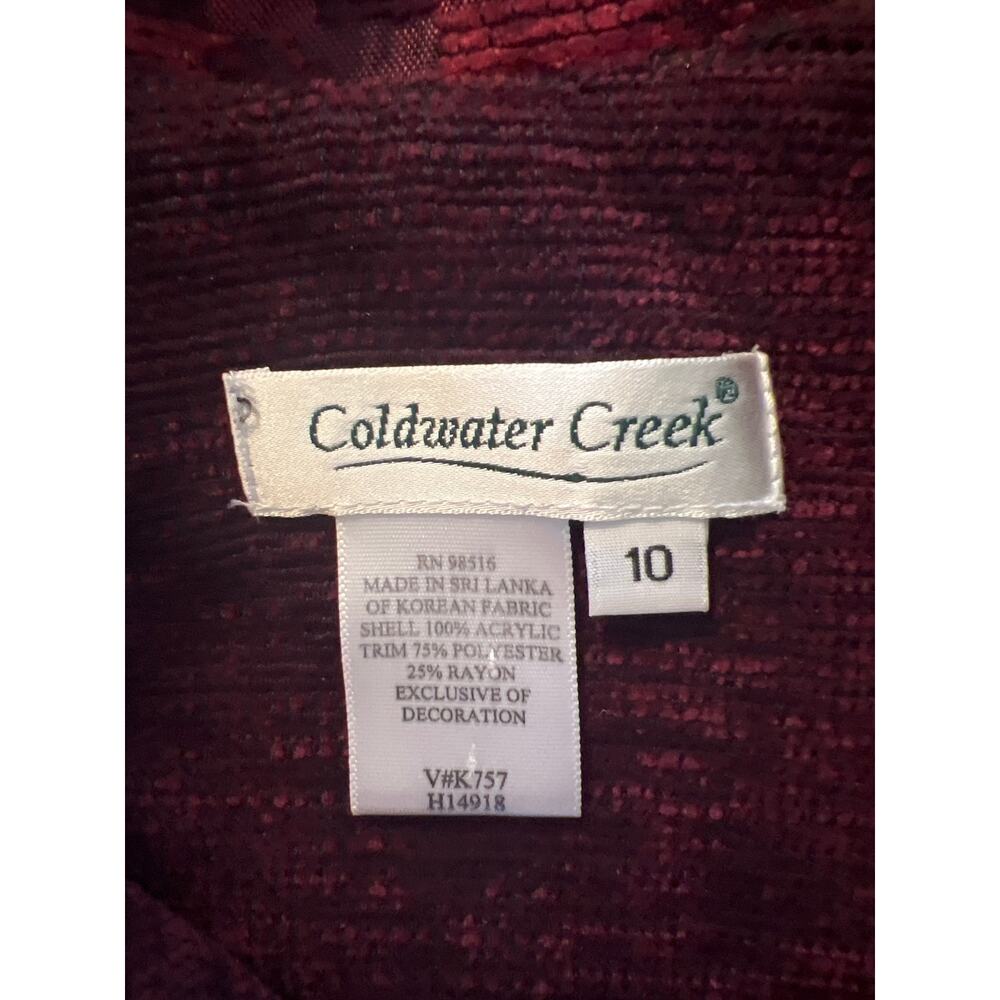 Coldwater Creek®
10
RN 98516
MADE IN SRI LANKA
OF KOREAN FABRIC
SHELL 100% ACRYLIC
TRIM 75% POLYESTER
25% RAYON
EXCLUSIVE OF
DECORATION
V#K757
H14918